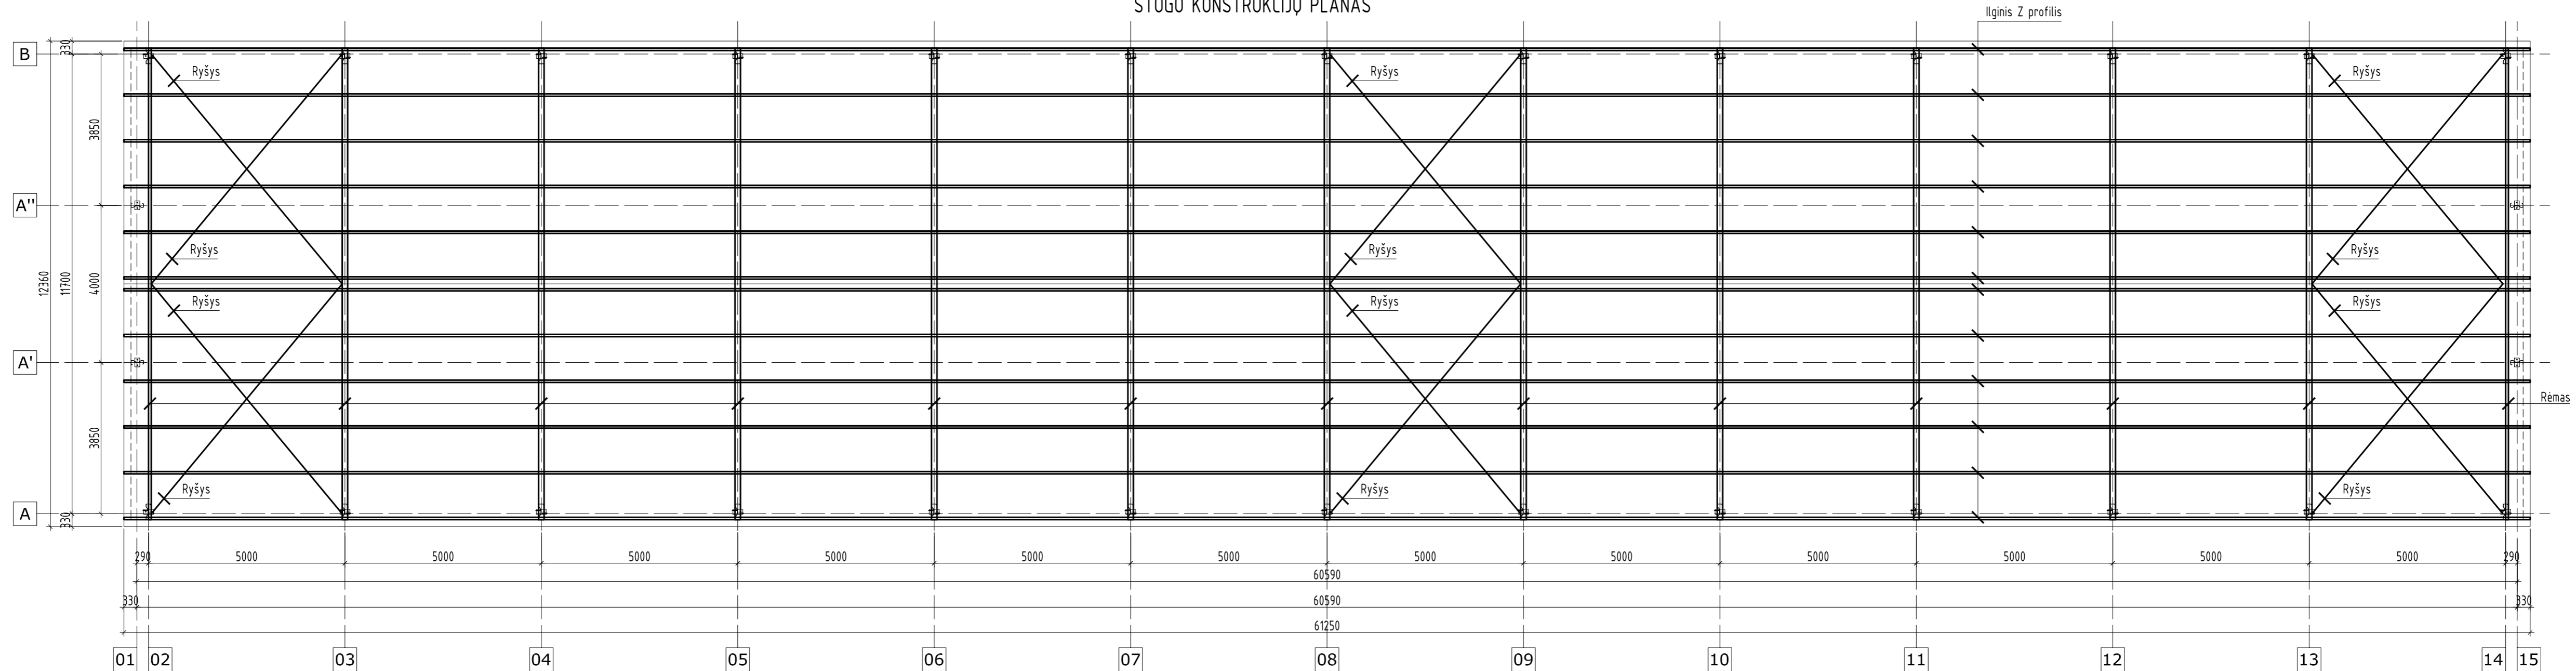 STOGO KONSTRUKCIJŲ PLANAS
Ilginis Z profilis
B
330
Ryšys
Ryšys
Ryšys
3850
A''
Ryšys
Ryšys
Ryšys
12360
11700
4000
Ryšys
Ryšys
Ryšys
A'
Rėmas
3850
Ryšys
Ryšys
Ryšys
A
330
290 5000 5000 5000 5000 5000 5000 5000 5000 5000 5000 5000 5000 290
60590
330 60590 330
61250
01 02 03 04 05 06 07 08 09 10 11 12 13 14 15